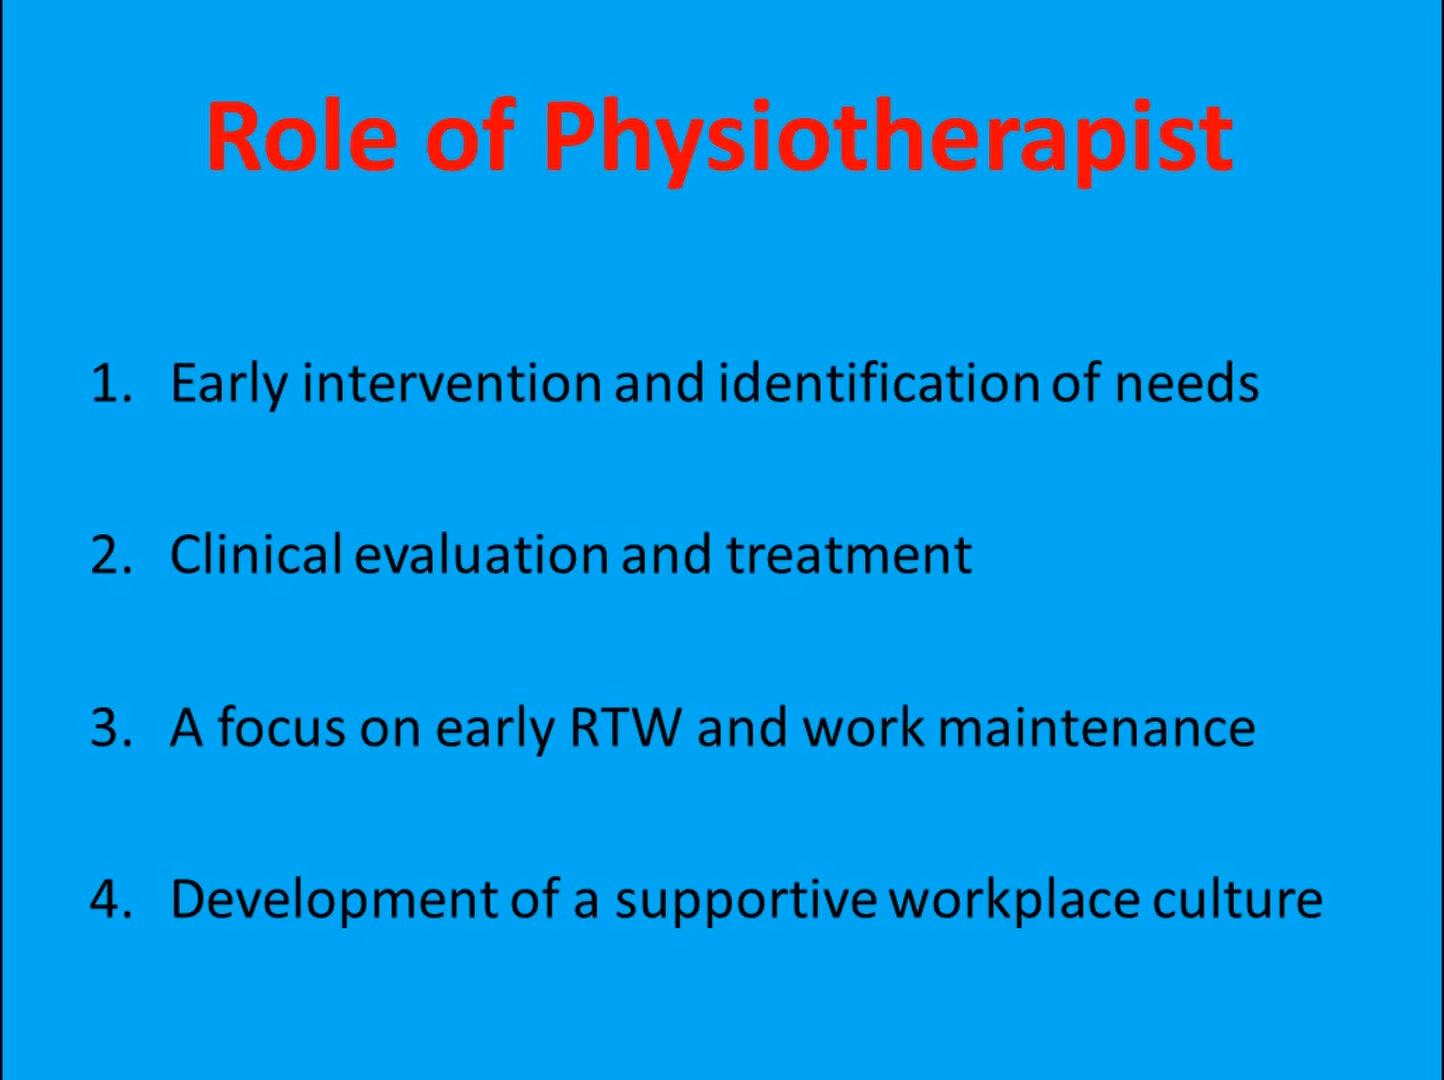 Role of Physiotherapist
1. Early intervention and identification of needs
2. Clinical evaluation and treatment
3. A focus on early RTW and work maintenance
4. Development of a supportive workplace culture